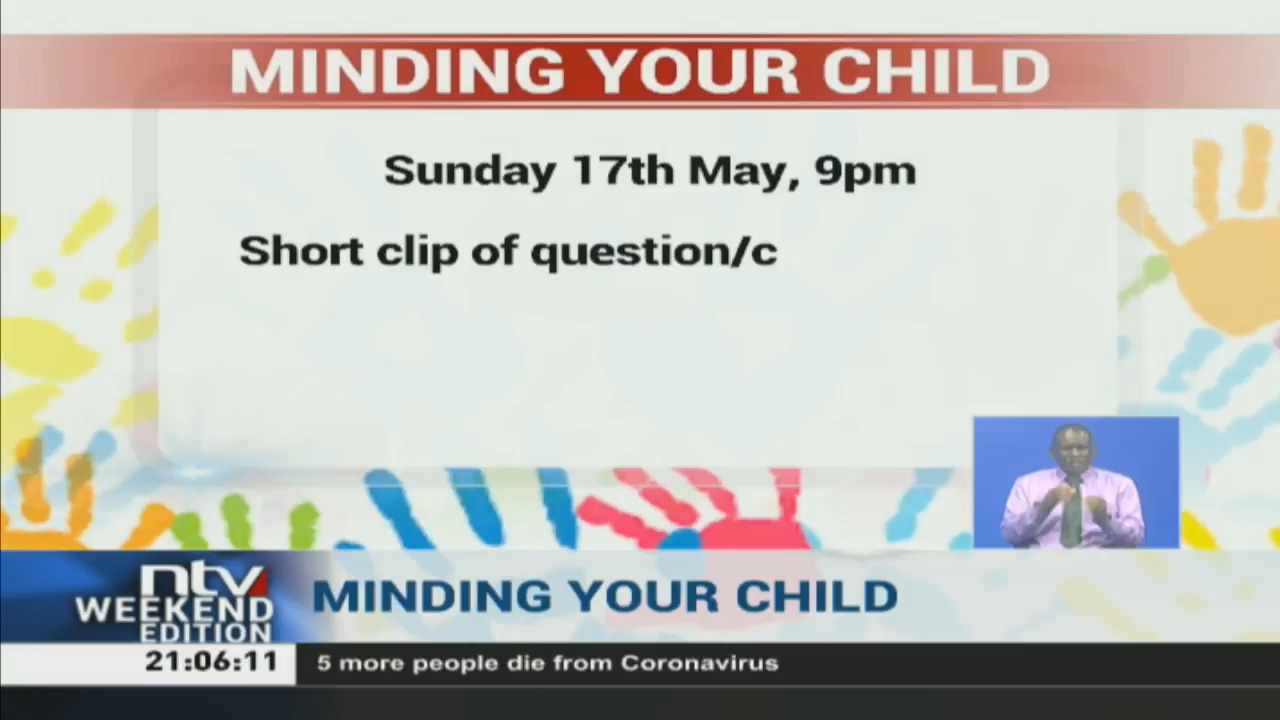 MINDING YOUR CHILD
Sunday 17th May, 9pm
Short clip of question/c
ntv
WEEKEND
EDITION
MINDING YOUR CHILD
21:06:11
5 more people die from Coronavirus